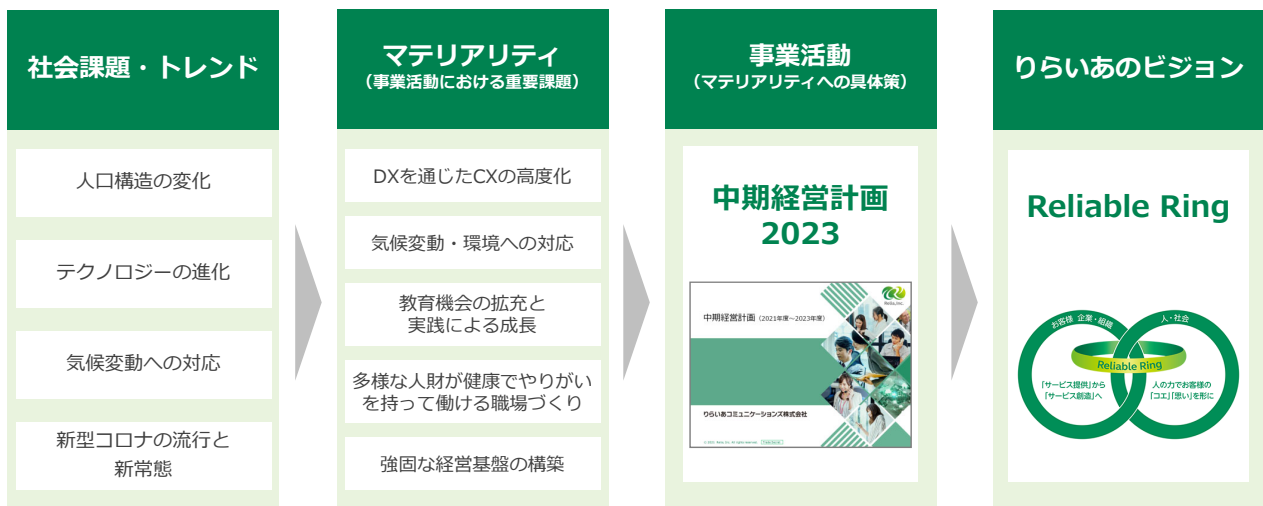 社会課題・トレンド
人口構造の変化
テクノロジーの進化
気候変動への対応
新型コロナの流行と
新常態
マテリアリティ
（事業活動における重要課題）
DXを通じたCXの高度化
気候変動・環境への対応
教育機会の拡充と
実践による成長
多様な人財が健康でやりがい
を持って働ける職場づくり
強固な経営基盤の構築
事業活動
（マテリアリティへの具体策）
中期経営計画
2023
Relia, Inc.
中期経営計画（2021年度～2023年度）
りらいあコミュニケーションズ株式会社
りらいあのビジョン
Reliable Ring
お客様 企業・組織
人・社会
Reliable Ring
「サービス提供」から
「サービス創造」へ
人の力でお客様の
「コエ」「思い」を形に